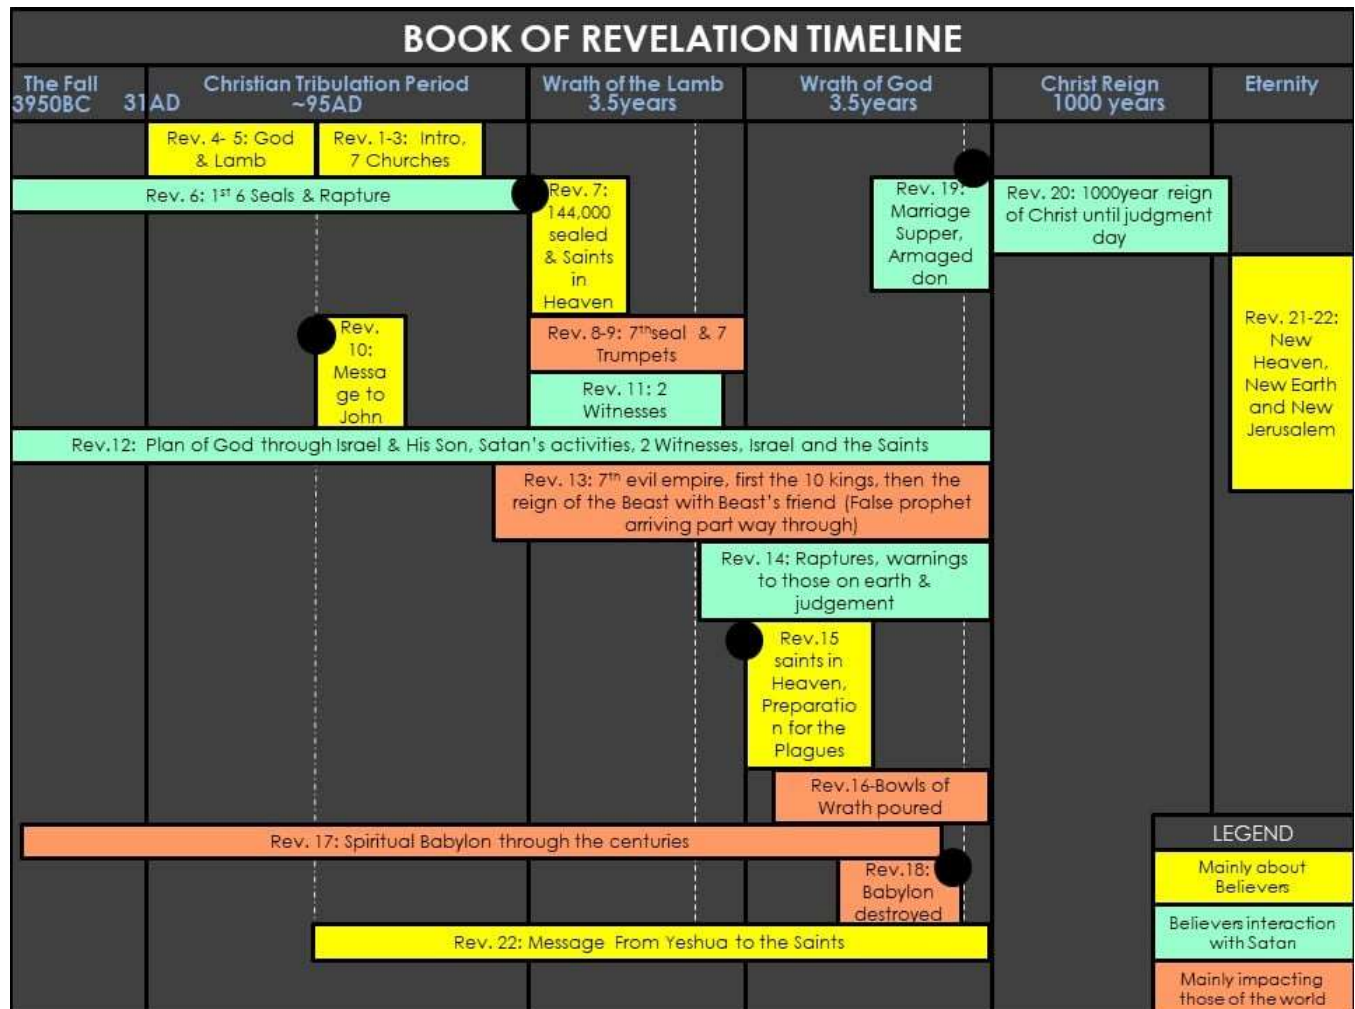 BOOK OF REVELATION TIMELINE
The Fall
3950BC
31AD
Christian Tribulation Period
~95AD
Wrath of the Lamb
3.5years
Wrath of God
3.5years
Christ Reign
1000 years
Eternity
Rev. 4- 5: God
& Lamb
Rev. 1-3: Intro,
7 Churches
Rev. 6: 1st 6 Seals & Rapture
Rev. 7:
144,000
sealed
& Saints
in
Heaven
Rev. 19:
Marriage
Supper,
Armaged
don
Rev. 20: 1000year reign
of Christ until judgment
day
Rev. 21-22:
New
Heaven,
New Earth
and New
Jerusalem
Rev.
10:
Messa
ge to
John
Rev. 8-9: 7thseal & 7
Trumpets
Rev. 11: 2
Witnesses
Rev.12: Plan of God through Israel & His Son, Satan's activities, 2 Witnesses, Israel and the Saints
Rev. 13: 7th evil empire, first the 10 kings, then the
reign of the Beast with Beast's friend (False prophet
arriving part way through)
Rev. 14: Raptures, warnings
to those on earth &
judgement
Rev.15
saints in
Heaven,
Preparatio
n for the
Plagues
Rev.16-Bowls of
Wrath poured
Rev. 17: Spiritual Babylon through the centuries
Rev.18:
Babylon
destroyed
Rev. 22: Message From Yeshua to the Saints
LEGEND
Mainly about
Believers
Believers interaction
with Satan
Mainly impacting
those of the world